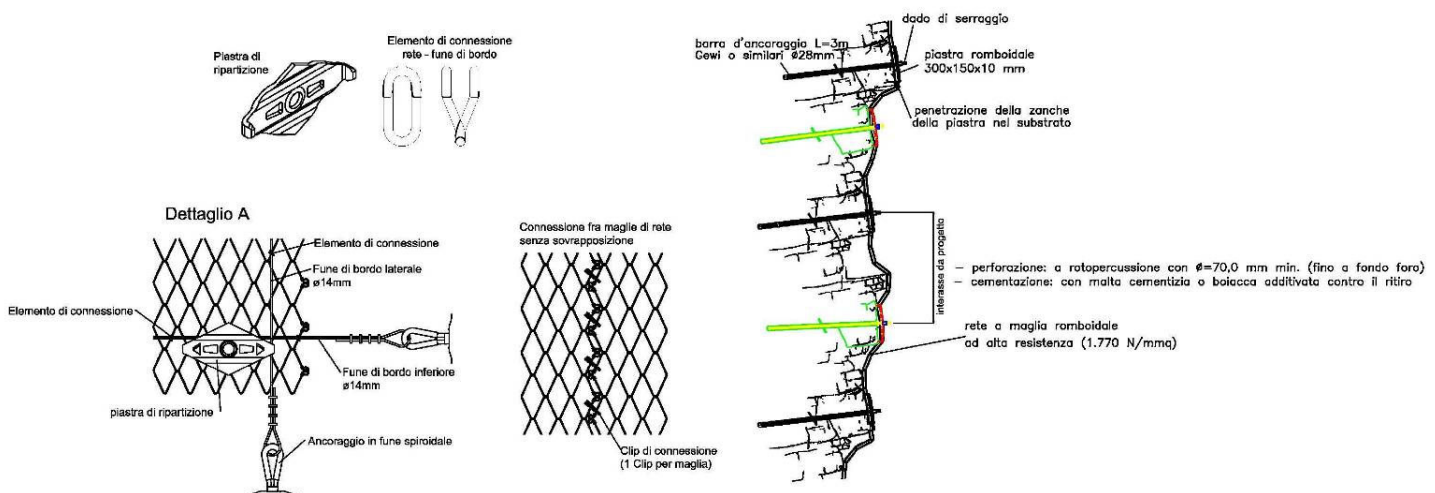 Piastra di
ripartizione
Elemento di connessione
rete - fune di bordo
Dettaglio A
Elemento di connessione
Fune di bordo laterale
ø14mm
Elemento di connessione
Fune di bordo inferiore
ø14mm
piastra di ripartizione
Ancoraggio in fune spiroidale
Connessione fra maglie di rete
senza sovrapposizione
Clip di connessione
(1 Clip per maglia)
dado di serraggio
barra d'ancoraggio L=3m
Gewi o similari ø28mm
piastra romboidale
300x150x10 mm
penetrazione della zanche
della piastra nel substrato
interasse da progetto
– perforazione: a rotopercussione con ø=70,0 mm min. (fino a fondo foro)
– cementazione: con malta cementizia o boiacca additivata contro il ritiro
rete a maglia romboidale
ad alta resistenza (1.770 N/mmq)